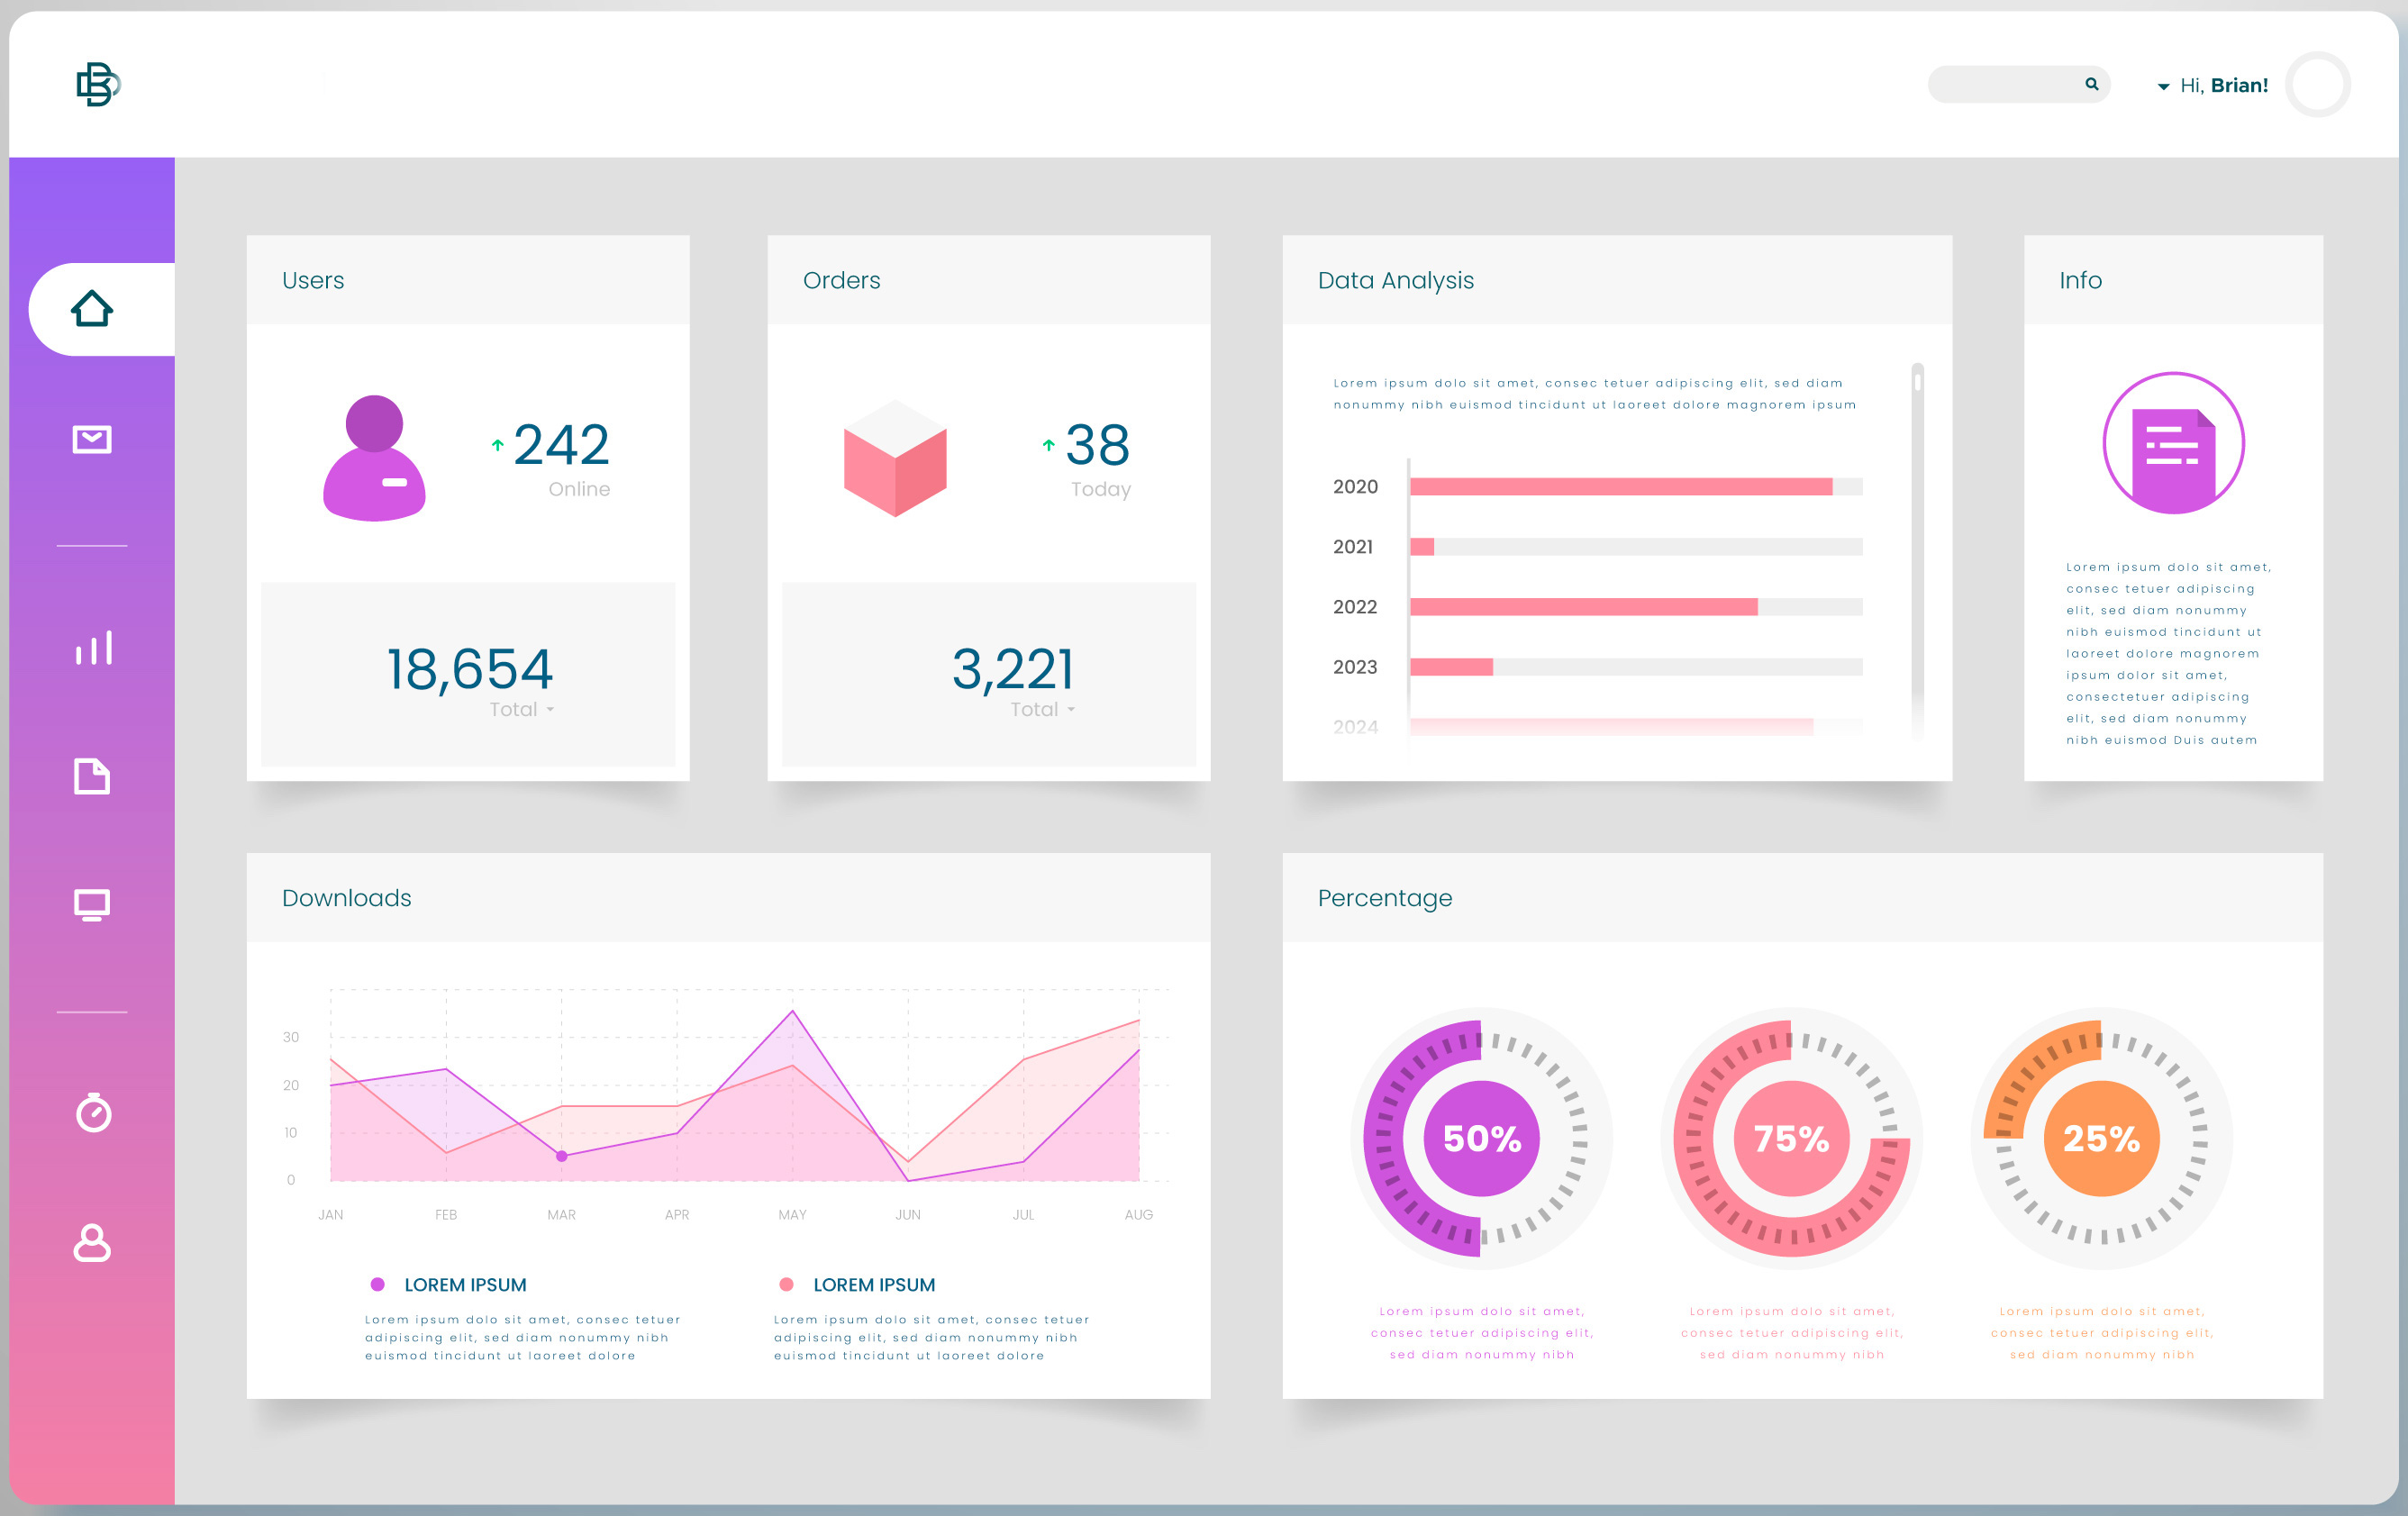 Hi, Brian!
Users
242
Online
18,654
Total
Orders
38
Today
3,221
Total
Data Analysis
Lorem ipsum dolo sit amet, consec tetuer adipiscing elit, sed diam
nonummy nibh euismod tincidunt ut laoreet dolore magnorem ipsum
2020
2021
2022
2023
2024
Info
Lorem ipsum dolo sit amet,
consec tetuer adipiscing
elit, sed diam nonummy
nibh euismod tincidunt ut
laoreet dolore magnorem
ipsum dolor sit amet,
consectetuer adipiscing
elit, sed diam nonummy
nibh euismod Duis autem
Downloads
30
20
10
0
JAN FEB MAR APR MAY JUN JUL AUG
LOREM IPSUM
Lorem ipsum dolo sit amet, consec tetuer
adipiscing elit, sed diam nonummy nibh
euismod tincidunt ut laoreet dolore
LOREM IPSUM
Lorem ipsum dolo sit amet, consec tetuer
adipiscing elit, sed diam nonummy nibh
euismod tincidunt ut laoreet dolore
Percentage
50%
Lorem ipsum dolo sit amet,
consec tetuer adipiscing elit,
sed diam nonummy nibh
75%
Lorem ipsum dolo sit amet,
consec tetuer adipiscing elit,
sed diam nonummy nibh
25%
Lorem ipsum dolo sit amet,
consec tetuer adipiscing elit,
sed diam nonummy nibh